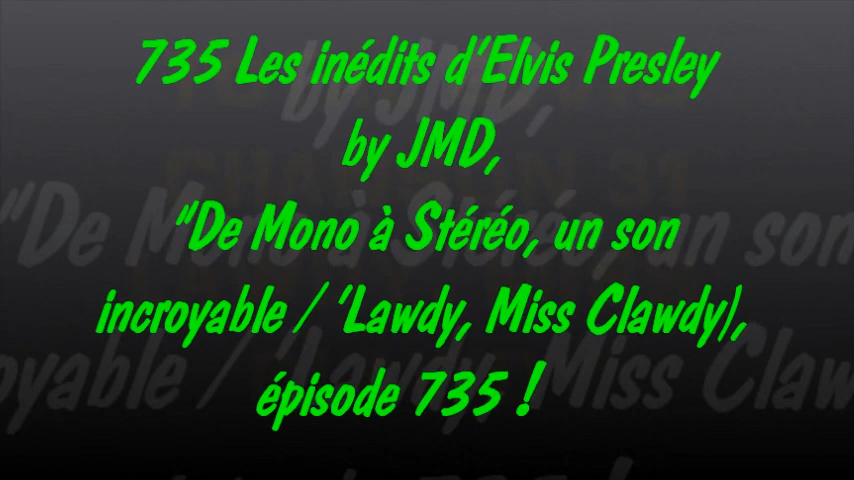 735 Les inédits d'Elvis Presley
by JMD,
"De Mono à Stéréo, un son
incroyable / 'Lawdy, Miss Clawdy),
épisode 735 !